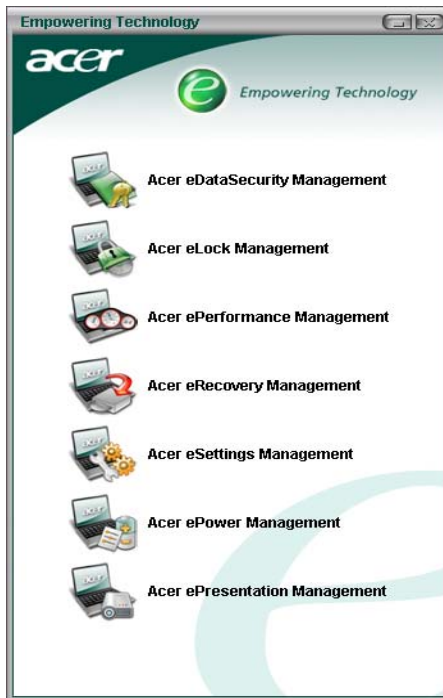 Empowering Technology
acer
e Empowering Technology
Acer eDataSecurity Management
Acer eLock Management
Acer ePerformance Management
Acer eRecovery Management
Acer eSettings Management
Acer ePower Management
Acer ePresentation Management